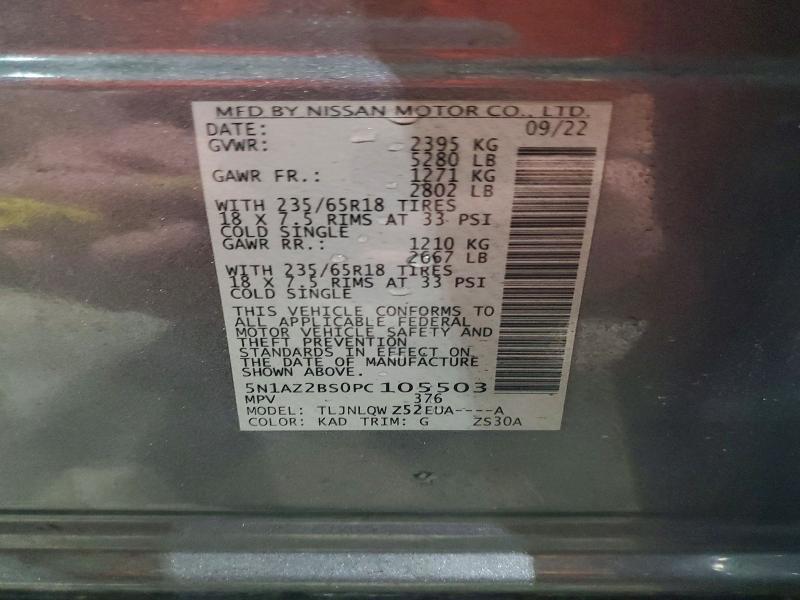 MFD BY NISSAN MOTOR CO., LTD.
DATE: 09/22
GVWR: 2395 KG
5280 LB
GAWR FR.: 1271 KG
2802 LB
WITH 235/65R18 TIRES
18 X 7.5 RIMS AT 33 PSI
COLD SINGLE
GAWR RR.: 1210 KG
2667 LB
WITH 235/65R18 TIRES
18 X 7.5 RIMS AT 33 PSI
COLD SINGLE
THIS VEHICLE CONFORMS TO
ALL APPLICABLE FEDERAL
MOTOR VEHICLE SAFETY AND
THEFT PREVENTION
STANDARDS IN EFFECT ON
THE DATE OF MANUFACTURE
SHOWN ABOVE.
5N1AZ2BS0PC105503
MPV 376
MODEL: TLJNLQWZ52EUA----A
COLOR: KAD TRIM: G ZS30A